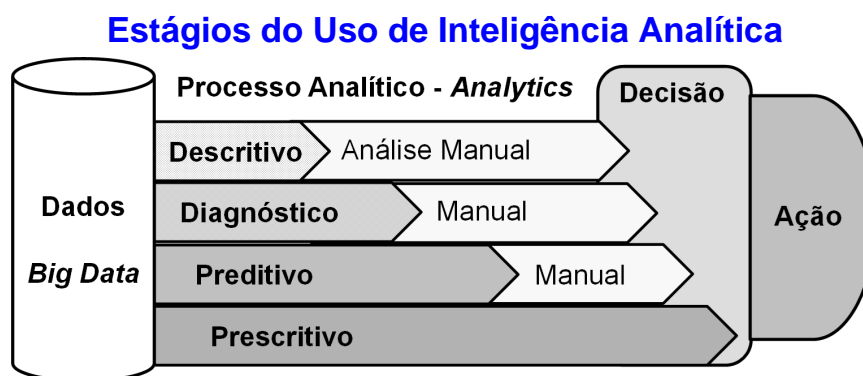 Estágios do Uso de Inteligência Analítica
Processo Analítico - Analytics
Decisão
Descritivo
Análise Manual
Dados
Big Data
Diagnóstico
Manual
Ação
Preditivo
Manual
Prescritivo